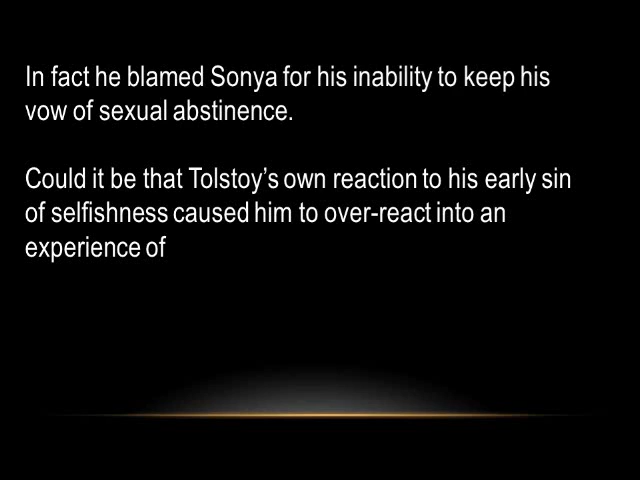 In fact he blamed Sonya for his inability to keep his
vow of sexual abstinence.
Could it be that Tolstoy’s own reaction to his early sin
of selfishness caused him to over-react into an
experience of